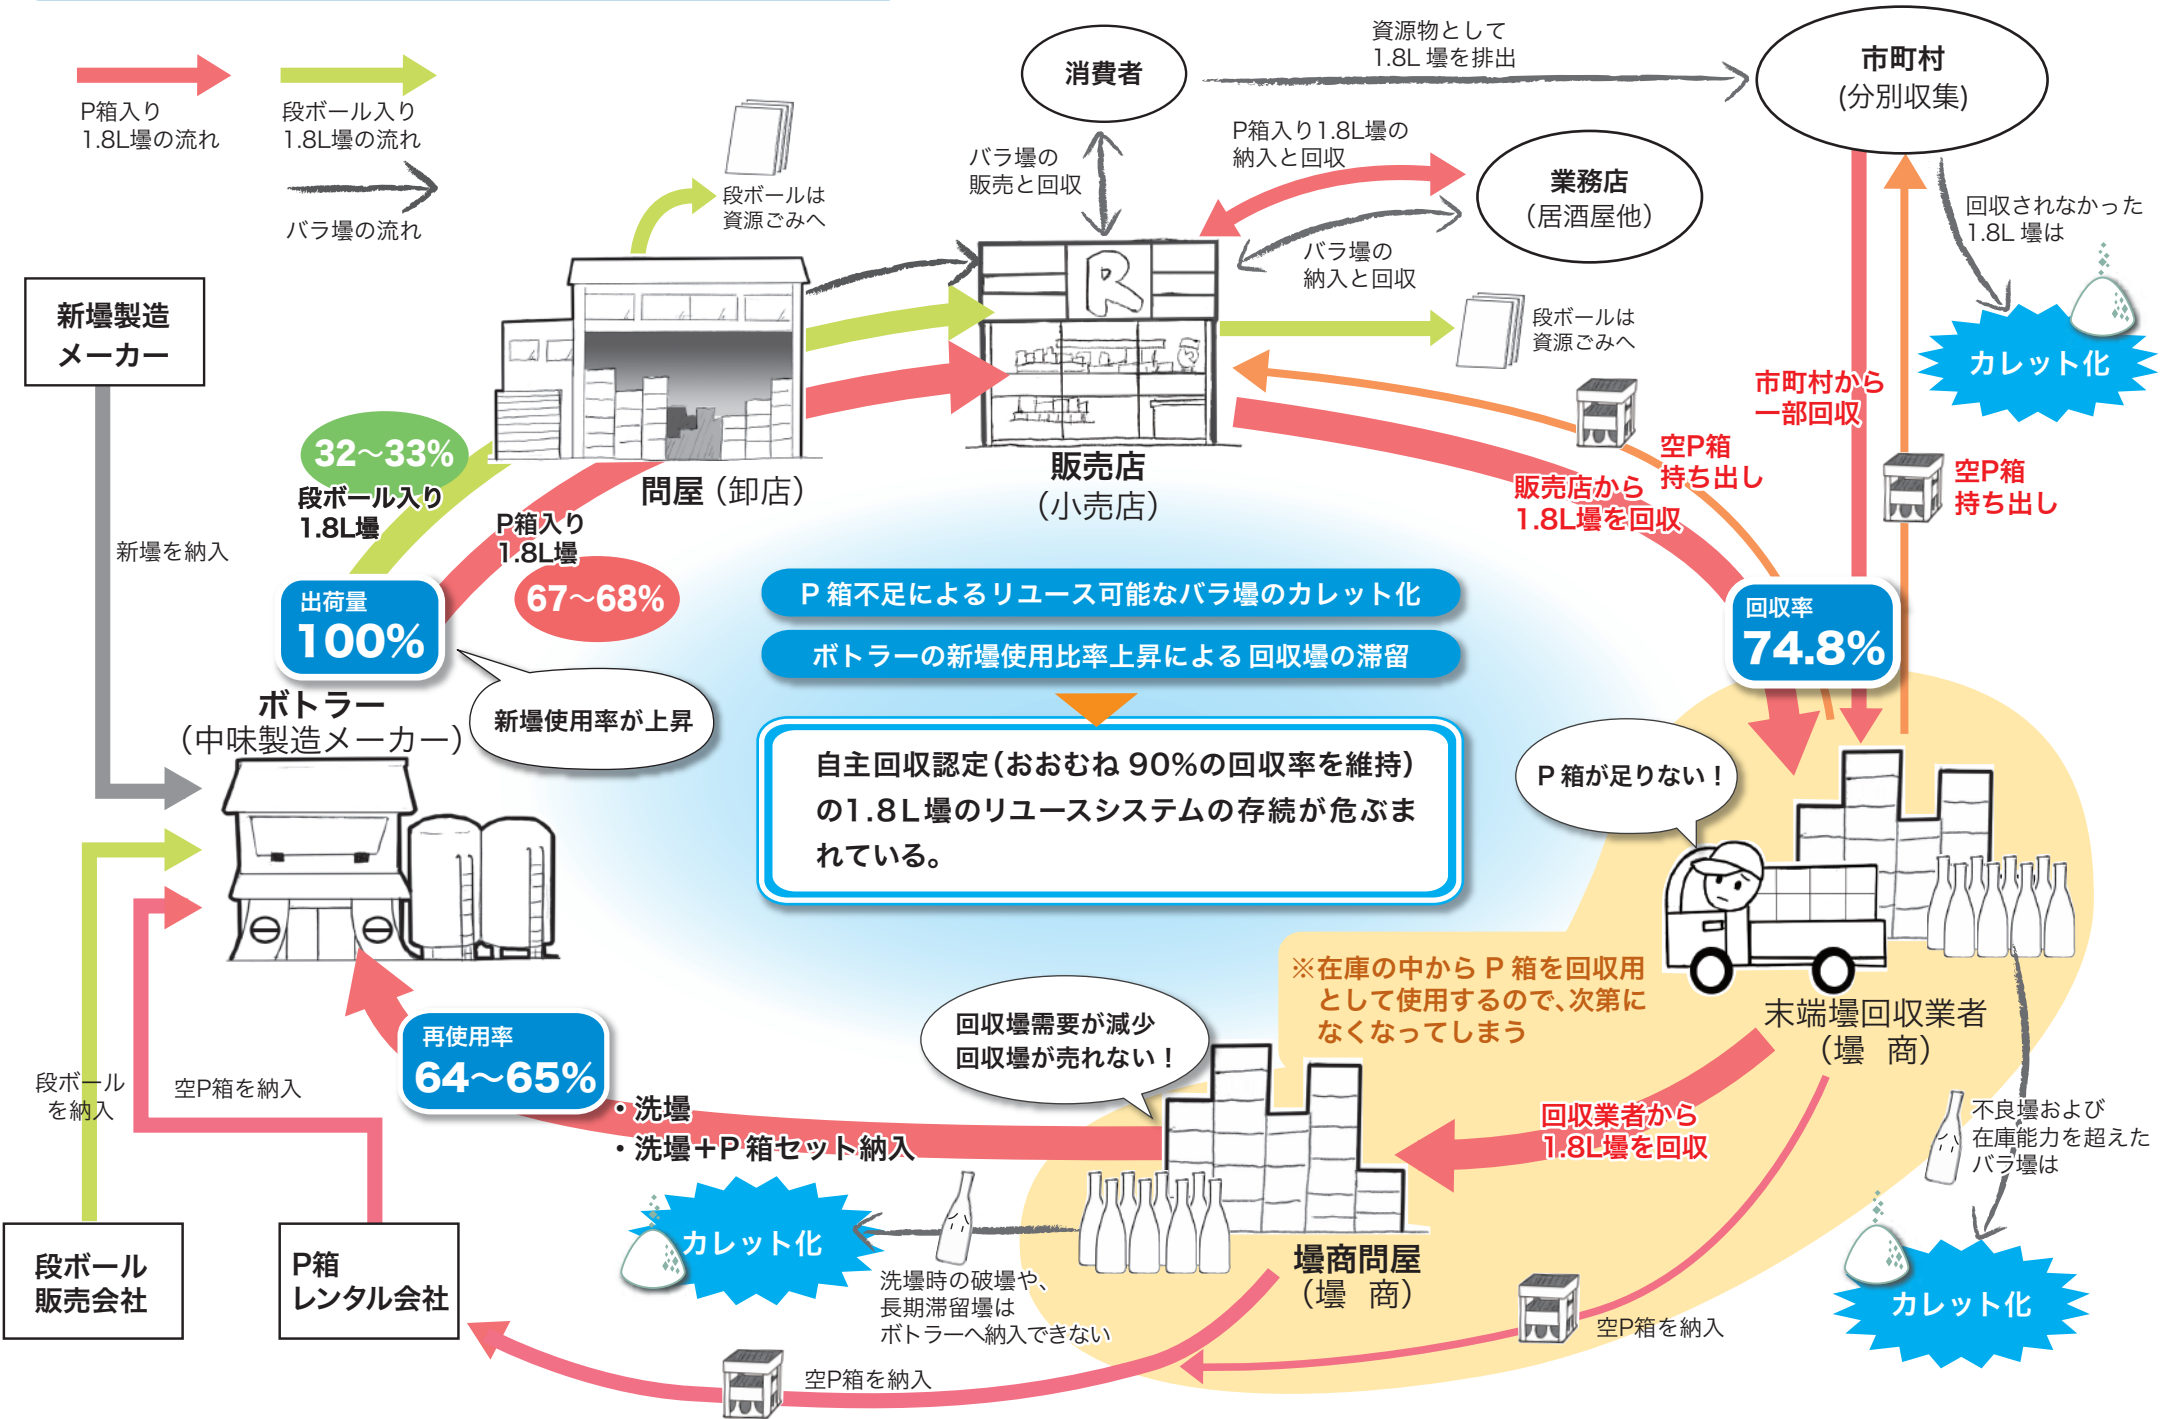 P箱入り
1.8L壜の流れ
段ボール入り
1.8L壜の流れ
バラ壜の流れ
段ボールは
資源ごみへ
消費者
資源物として
1.8L 壜を排出
市町村
(分別収集)
バラ壜の
販売と回収
P箱入り1.8L壜の
納入と回収
業務店
（居酒屋他）
バラ壜の
納入と回収
回収されなかった
1.8L 壜は
カレット化
段ボールは
資源ごみへ
新壜製造
メーカー
新壜を納入
32〜33%
段ボール入り
1.8L壜
P箱入り
1.8L壜
67〜68%
問屋（卸店）
R
販売店
（小売店）
市町村から
一部回収
空P箱
持ち出し
空P箱
持ち出し
販売店から
1.8L壜を回収
出荷量
100%
ボトラー
（中味製造メーカー）
新壜使用率が上昇
P 箱不足によるリユース可能なバラ壜のカレット化
ボトラーの新壜使用比率上昇による 回収壜の滞留
自主回収認定（おおむね 90%の回収率を維持）
の1.8L壜のリユースシステムの存続が危ぶま
れている。
回収率
74.8%
P 箱が足りない！
※在庫の中から P 箱を回収用
として使用するので、次第に
なくなってしまう
末端壜回収業者
（壜 商）
回収壜需要が減少
回収壜が売れない！
再使用率
64〜65%
・洗壜
・洗壜＋P 箱セット納入
回収業者から
1.8L壜を回収
不良壜および
在庫能力を超えた
バラ壜は
カレット化
段ボール
を納入
空P箱を納入
段ボール
販売会社
P箱
レンタル会社
カレット化
洗壜時の破壜や、
長期滞留壜は
ボトラーへ納入できない
壜商問屋
（壜 商）
空P箱を納入
空P箱を納入